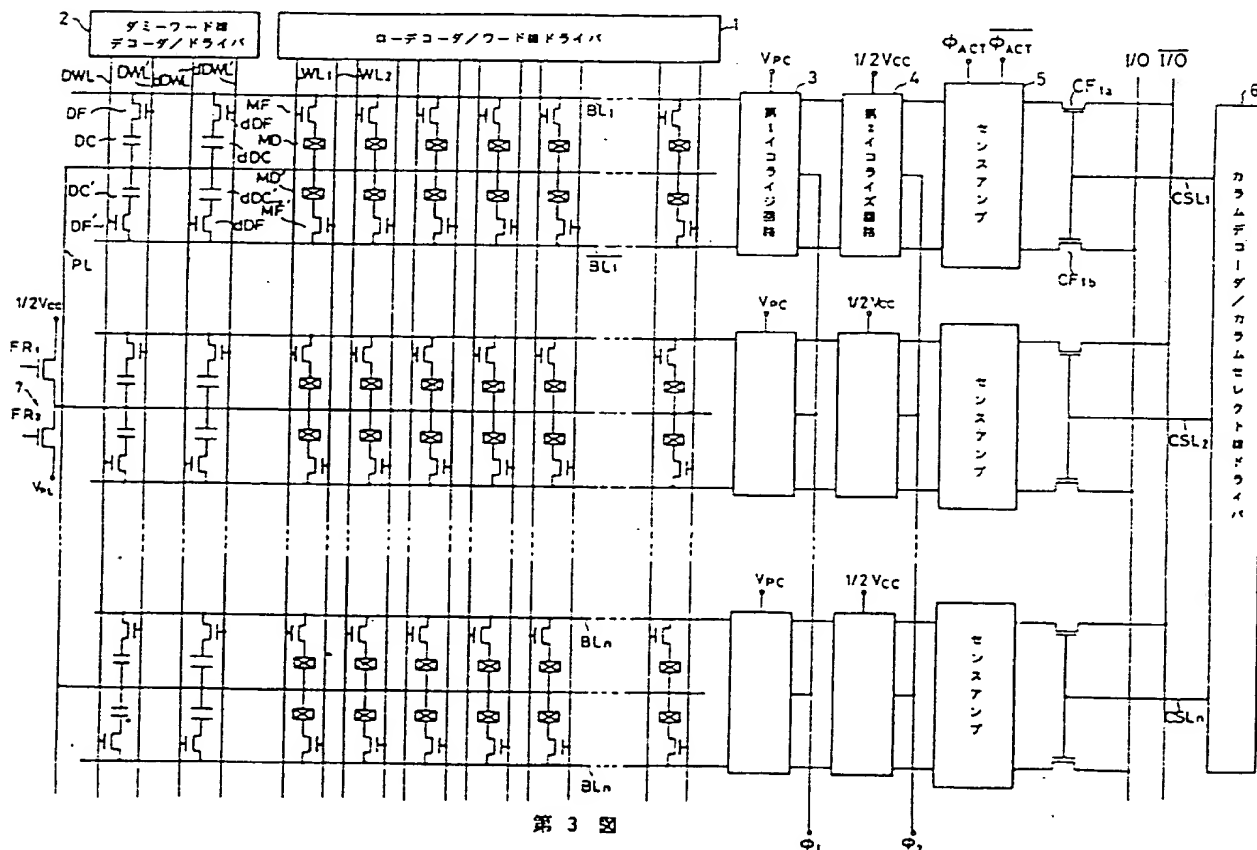 2
ダミーワード線
デコーダ/ドライバ
1
ローデコーダ/ワード線ドライバ
DWL
DWL'
dDWL
dDWL'
WL1
WL2
DF
DC
DC'
DF'
dDF
dDC
dDC'
dDF
MF
MD
MD'
MF'
PL
BL1
B̅L̅1̅
VPC
3
第1イコライズ回路
1/2VCC
4
第2イコライズ回路
ΦACT
Φ̅A̅C̅T̅
5
センスアンプ
CF1a
CF1b
I/O
I̅/̅O̅
CSL1
6
カラムデコーダ/カラムセレクト線ドライバ
1/2VCC
FR1
7
FR2
VPL
VPC
1/2VCC
センスアンプ
CSL2
VPC
1/2VCC
センスアンプ
BLn
BLn
CSLn
Φ1
Φ2
第 3 図